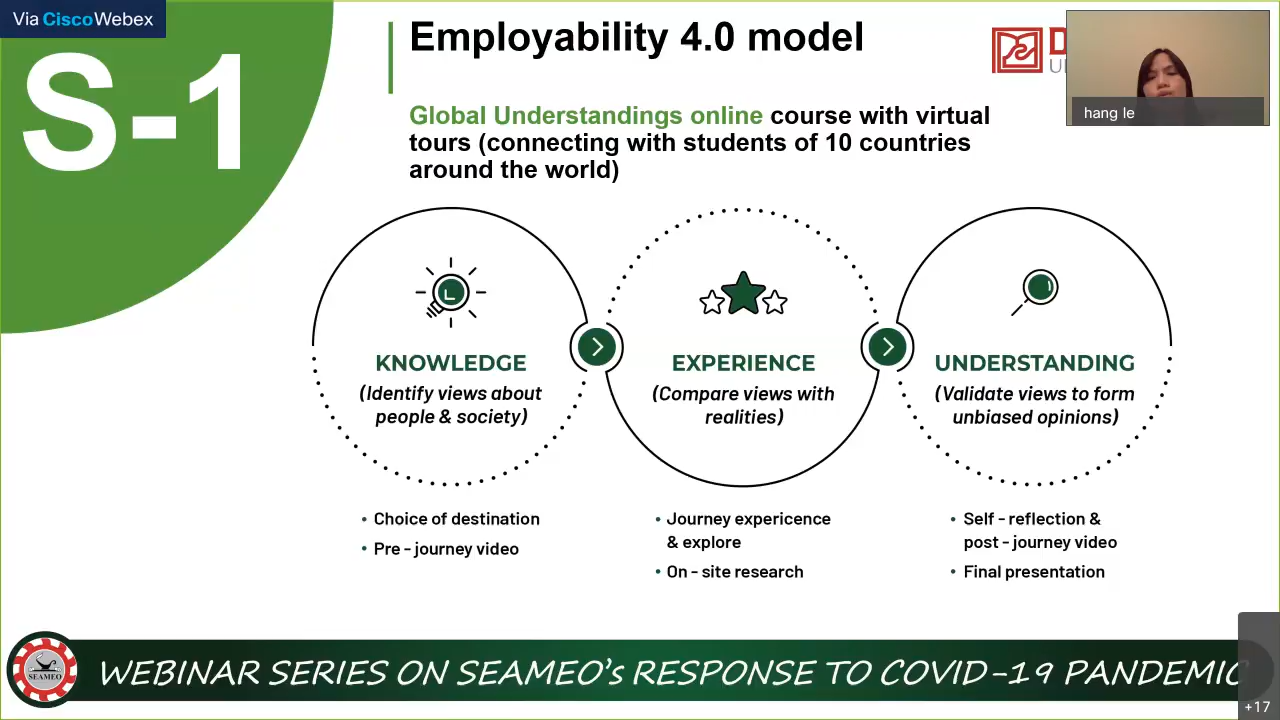 Via CiscoWebex
S-1
Employability 4.0 model
hang le
Global Understandings online course with virtual
tours (connecting with students of 10 countries
around the world)
KNOWLEDGE
(Identify views about
people & society)
• Choice of destination
• Pre - journey video
EXPERIENCE
(Compare views with
realities)
• Journey expericence
& explore
• On - site research
UNDERSTANDING
(Validate views to form
unbiased opinions)
• Self - reflection &
post - journey video
• Final presentation
SEAMEO
WEBINAR SERIES ON SEAMEO's RESPONSE TO COVID-19 PANDEMIC
+17